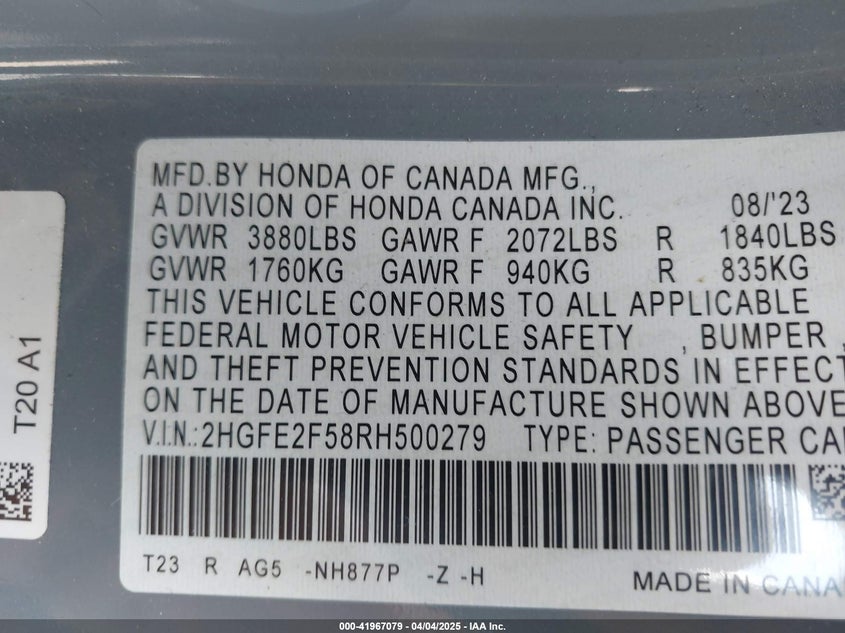 MFD.BY HONDA OF CANADA MFG.,
A DIVISION OF HONDA CANADA INC. 08/'23
GVWR 3880LBS GAWR F 2072LBS R 1840LBS
GVWR 1760KG GAWR F 940KG R 835KG
THIS VEHICLE CONFORMS TO ALL APPLICABLE
FEDERAL MOTOR VEHICLE SAFETY , BUMPER ,
AND THEFT PREVENTION STANDARDS IN EFFECT
ON THE DATE OF MANUFACTURE SHOWN ABOVE
V.I.N.:2HGFE2F58RH500279 TYPE: PASSENGER CA
T23 R AG5 -NH877P -Z -H
MADE IN CANA
T20 A1
000-41967079 - 04/04/2025 - IAA Inc.